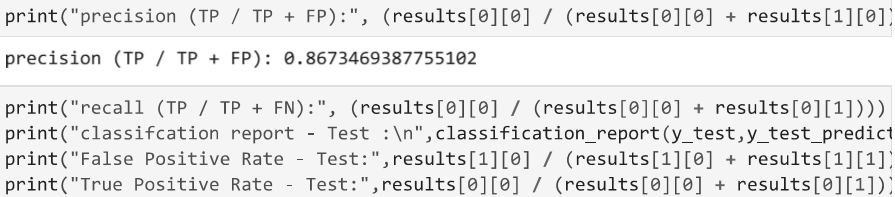 print("precision (TP / TP + FP):", (results[0][0] / (results[0][0] + results[1][0])
precision (TP / TP + FP): 0.8673469387755102
print("recall (TP / TP + FN):", (results[0][0] / (results[0][0] + results[0][1])))
print("classifcation report - Test :\n",classification_report(y_test,y_test_predict
print("False Positive Rate - Test:",results[1][0] / (results[1][0] + results[1][1])
print("True Positive Rate - Test:",results[0][0] / (results[0][0] + results[0][1])